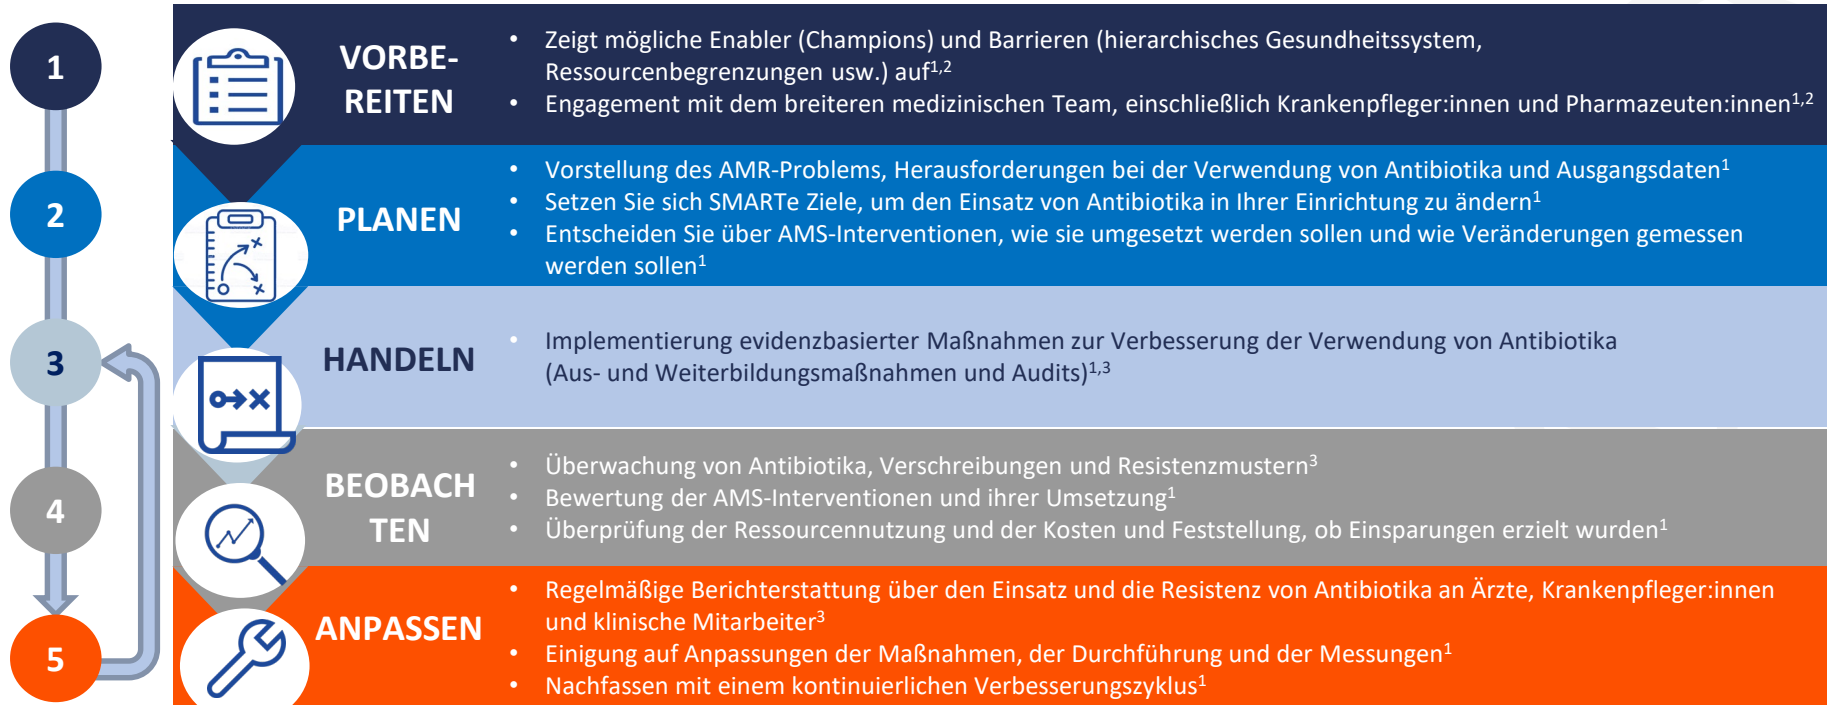 1
VORBE-
REITEN
• Zeigt mögliche Enabler (Champions) und Barrieren (hierarchisches Gesundheitssystem,
Ressourcenbegrenzungen usw.) auf1,2
• Engagement mit dem breiteren medizinischen Team, einschließlich Krankenpfleger:innen und Pharmazeuten:innen1,2
2
PLANEN
• Vorstellung des AMR-Problems, Herausforderungen bei der Verwendung von Antibiotika und Ausgangsdaten1
• Setzen Sie sich SMARTe Ziele, um den Einsatz von Antibiotika in Ihrer Einrichtung zu ändern1
• Entscheiden Sie über AMS-Interventionen, wie sie umgesetzt werden sollen und wie Veränderungen gemessen
werden sollen1
3
HANDELN
• Implementierung evidenzbasierter Maßnahmen zur Verbesserung der Verwendung von Antibiotika
(Aus- und Weiterbildungsmaßnahmen und Audits)1,3
4
BEOBACH
TEN
• Überwachung von Antibiotika, Verschreibungen und Resistenzmustern3
• Bewertung der AMS-Interventionen und ihrer Umsetzung1
• Überprüfung der Ressourcennutzung und der Kosten und Feststellung, ob Einsparungen erzielt wurden1
5
ANPASSEN
• Regelmäßige Berichterstattung über den Einsatz und die Resistenz von Antibiotika an Ärzte, Krankenpfleger:innen
und klinische Mitarbeiter3
• Einigung auf Anpassungen der Maßnahmen, der Durchführung und der Messungen1
• Nachfassen mit einem kontinuierlichen Verbesserungszyklus1